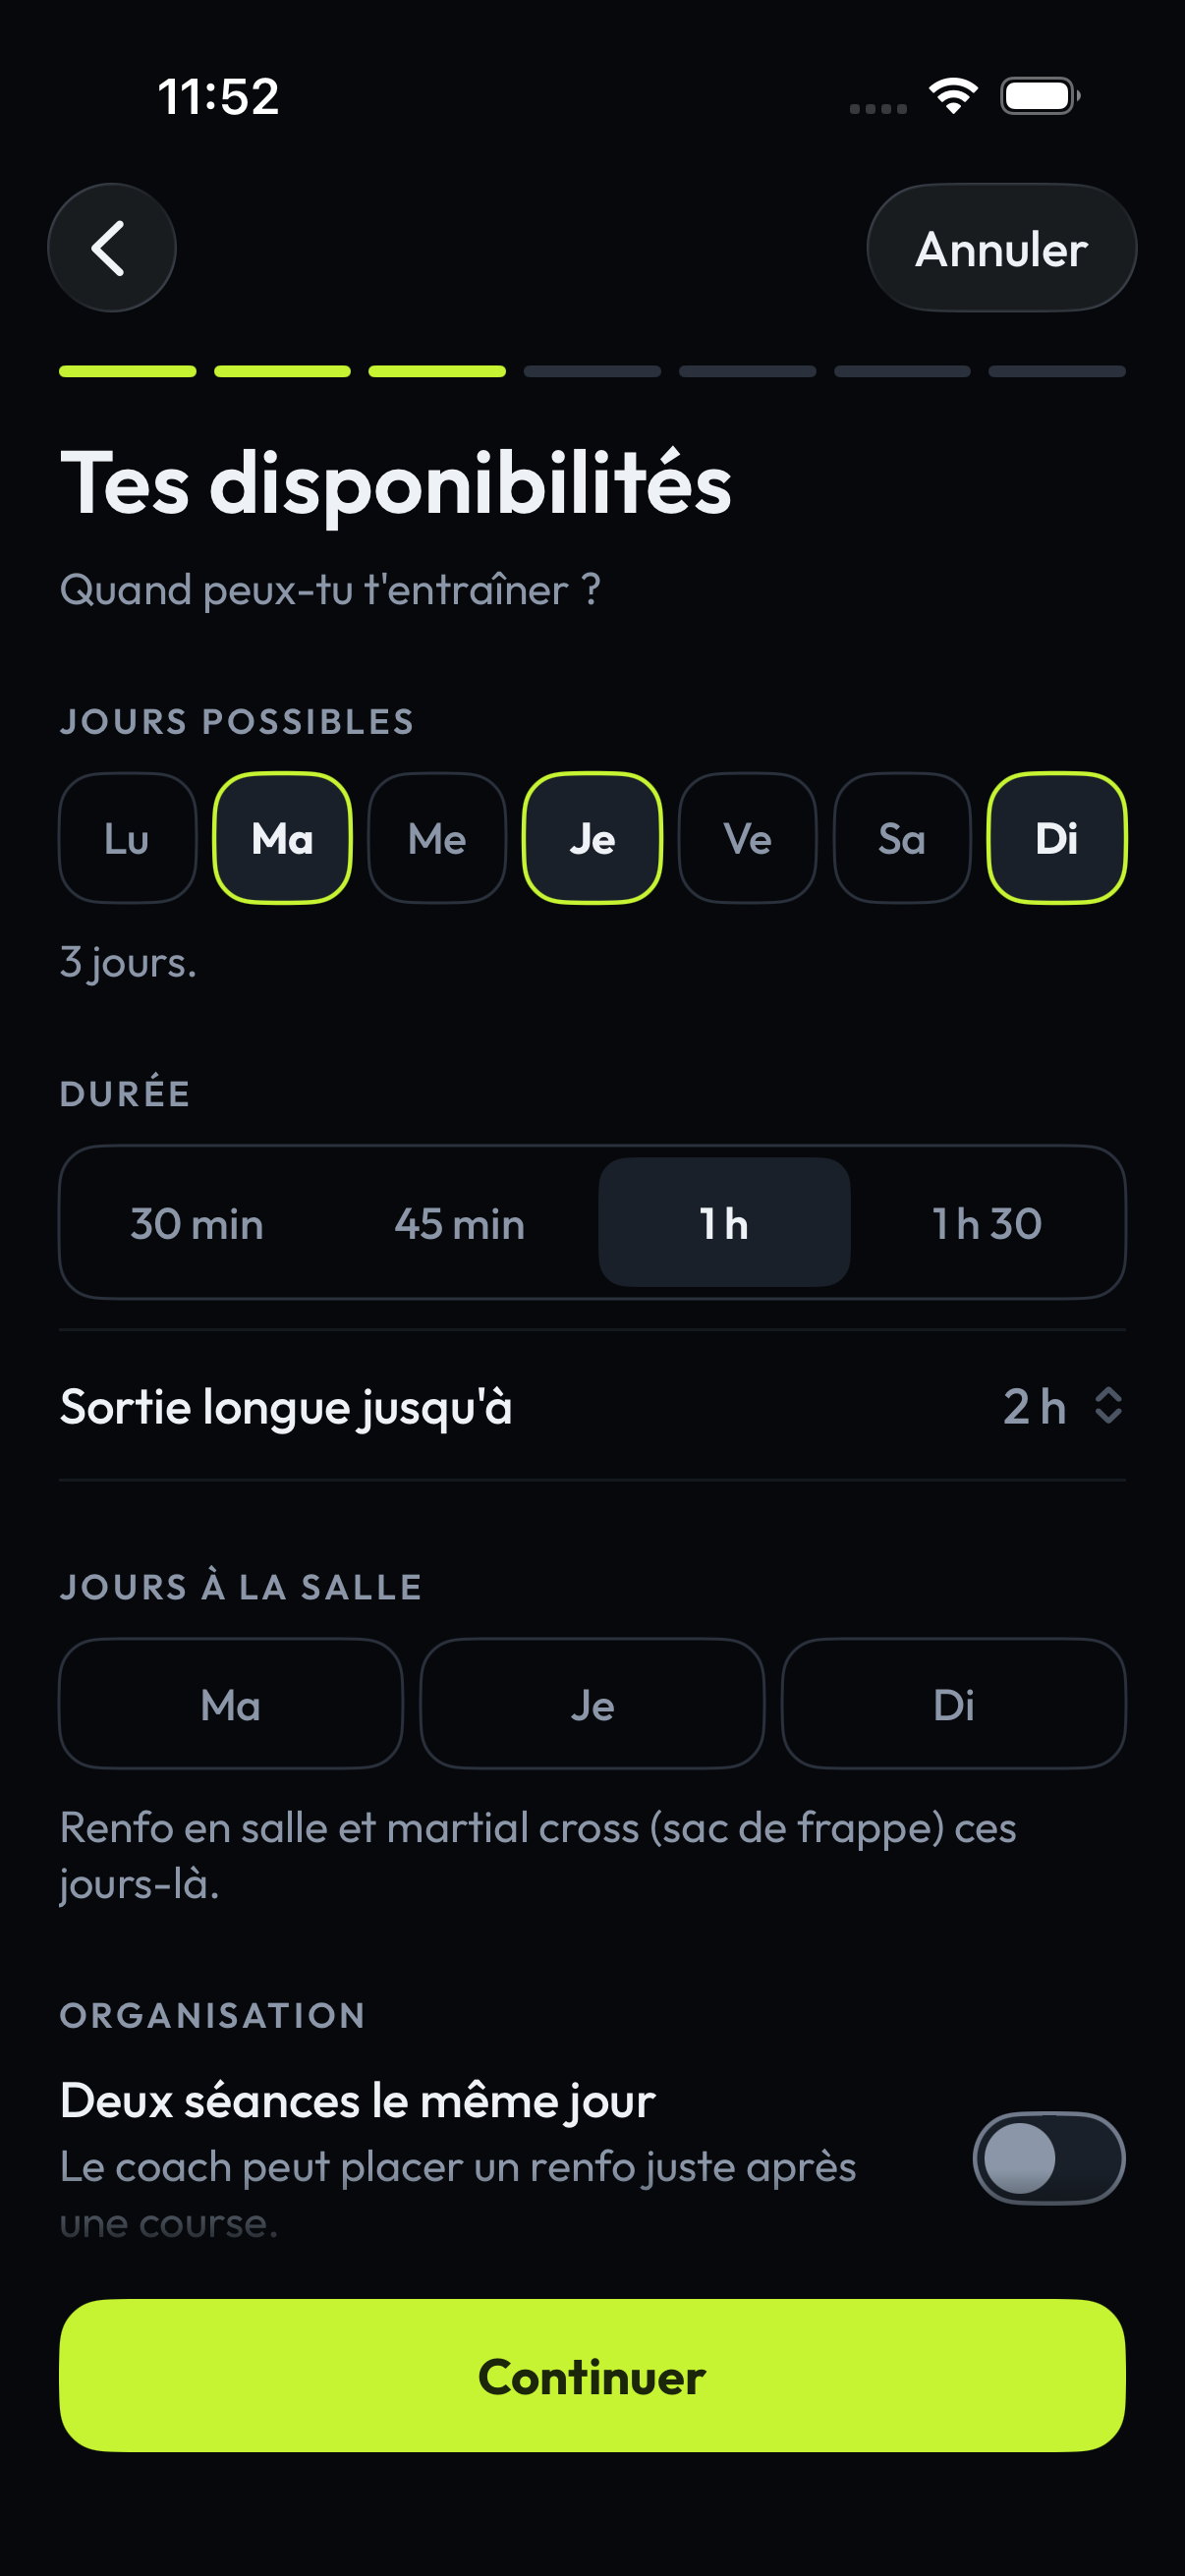 11:52
Annuler
Tes disponibilités
Quand peux-tu t'entraîner ?
JOURS POSSIBLES
Lu Ma Me Je Ve Sa Di
3 jours.
DURÉE
30 min 45 min 1 h 1 h 30
Sortie longue jusqu'à 2 h
JOURS À LA SALLE
Ma Je Di
Renfo en salle et martial cross (sac de frappe) ces
jours-là.
ORGANISATION
Deux séances le même jour
Le coach peut placer un renfo juste après
une course.
Continuer